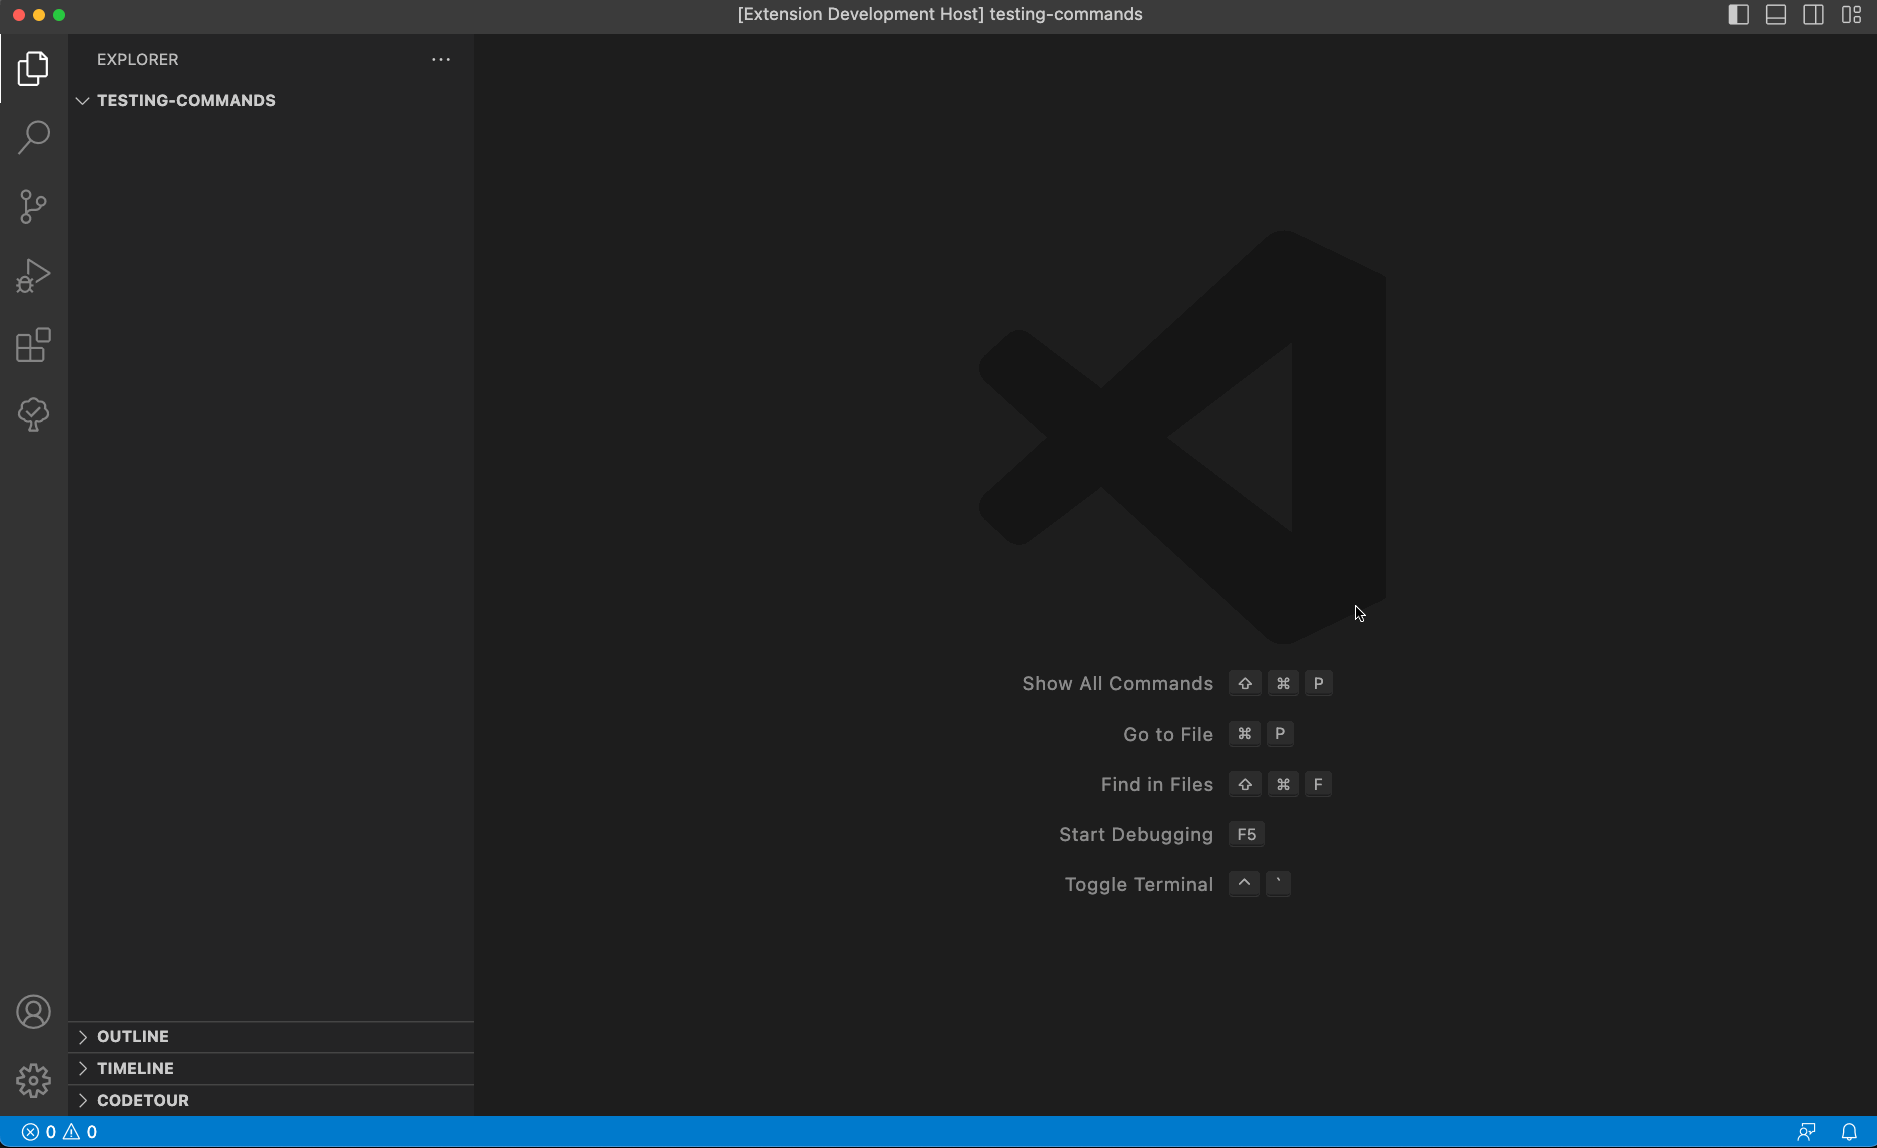 [Extension Development Host] testing-commands
EXPLORER
TESTING-COMMANDS
Show All Commands ⇧ ⌘ P
Go to File ⌘ P
Find in Files ⇧ ⌘ F
Start Debugging F5
Toggle Terminal ^ `
OUTLINE
TIMELINE
CODETOUR
0 0